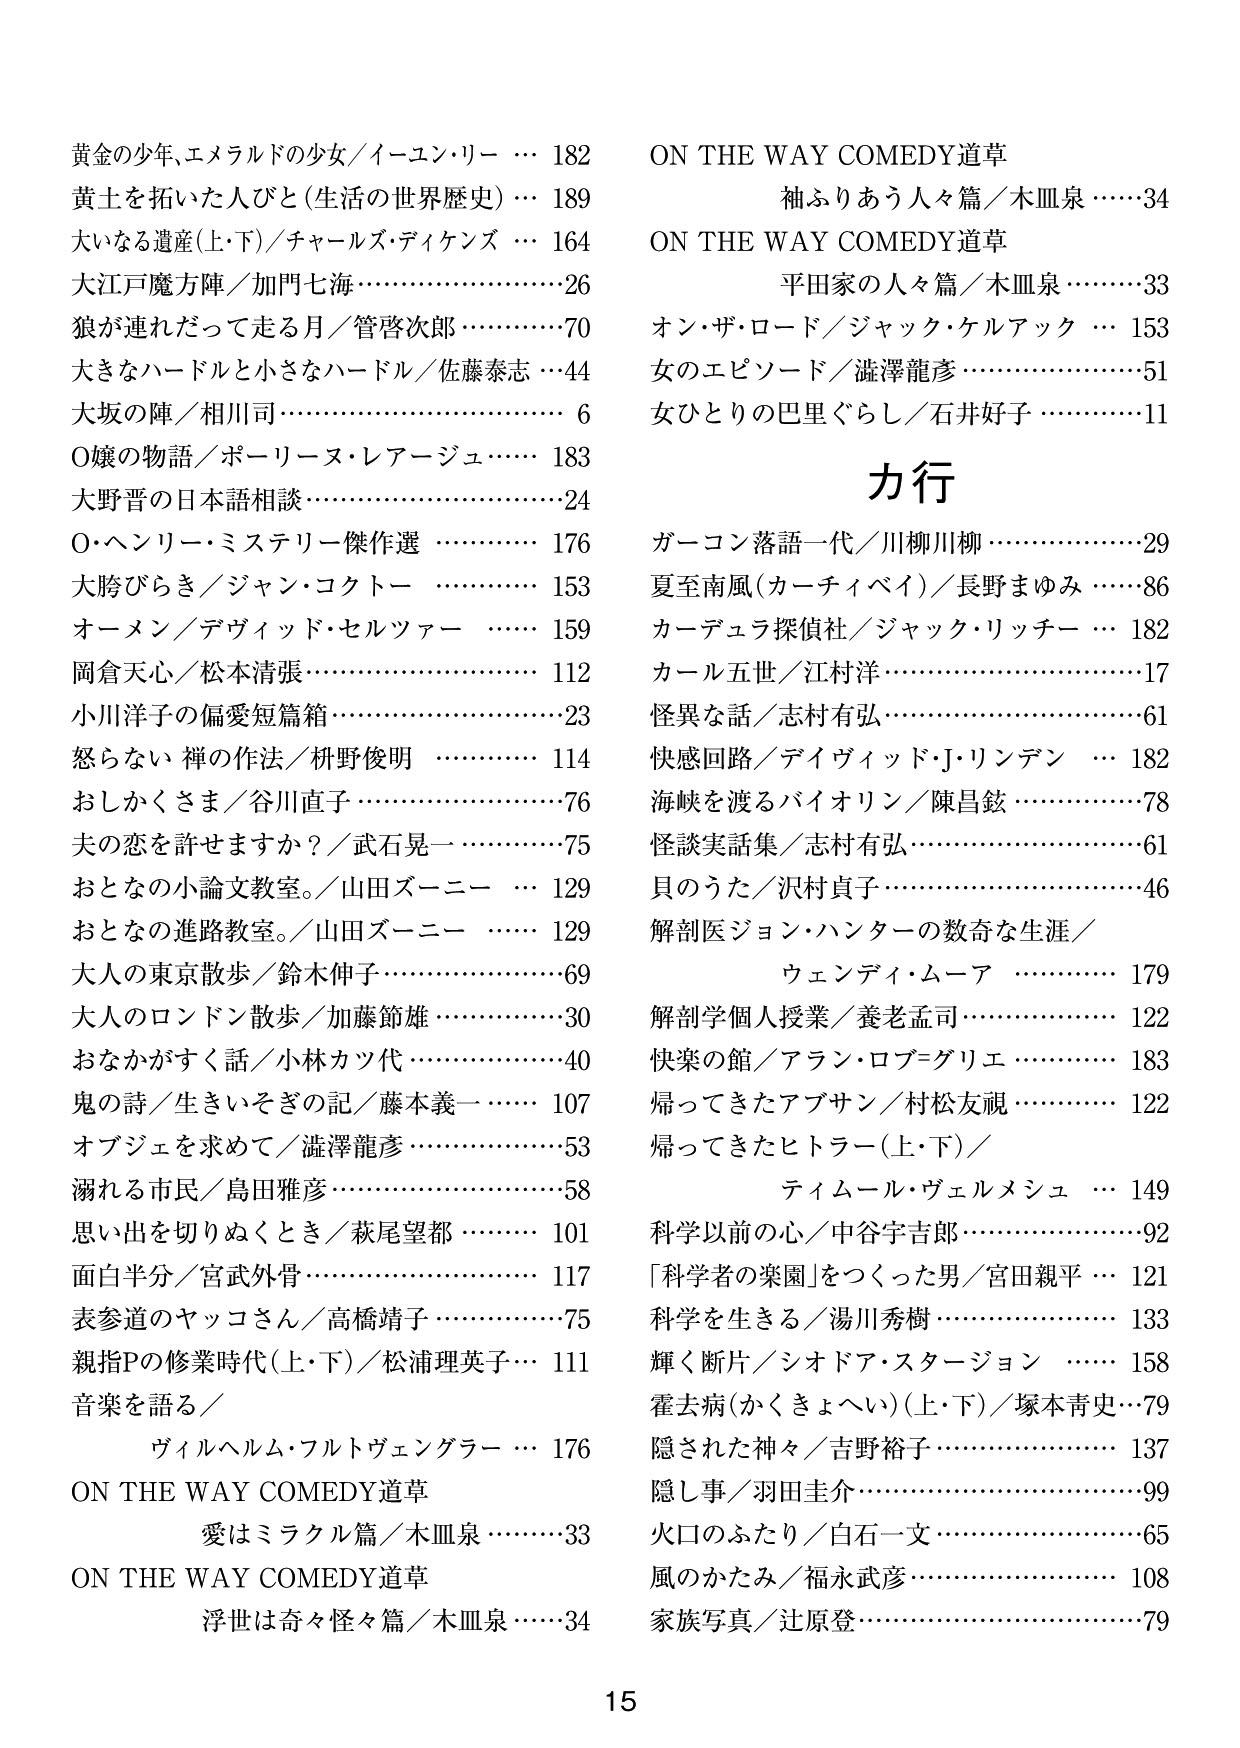 黄金の少年、エメラルドの少女／イーユン・リー … 182
黄土を拓いた人びと(生活の世界歴史) … 189
大いなる遺産(上・下)／チャールズ・ディケンズ … 164
大江戸魔方陣／加門七海……………………26
狼が連れだって走る月／管啓次郎…………70
大きなハードルと小さなハードル／佐藤泰志…44
大坂の陣／相川司…………………………… 6
O嬢の物語／ポーリーヌ・レアージュ…… 183
大野晋の日本語相談…………………………24
O・ヘンリー・ミステリー傑作選 ………… 176
大胯びらき／ジャン・コクトー ………… 153
オーメン／デヴィッド・セルツァー …… 159
岡倉天心／松本清張……………………… 112
小川洋子の偏愛短篇箱………………………23
怒らない 禅の作法／枡野俊明 ………… 114
おしかくさま／谷川直子……………………76
夫の恋を許せますか？／武石晃一…………75
おとなの小論文教室。／山田ズーニー … 129
おとなの進路教室。／山田ズーニー …… 129
大人の東京散歩／鈴木伸子…………………69
大人のロンドン散歩／加藤節雄……………30
おなかがすく話／小林カツ代………………40
鬼の詩／生きいそぎの記／藤本義一…… 107
オブジェを求めて／澁澤龍彥………………53
溺れる市民／島田雅彦………………………58
思い出を切りぬくとき／萩尾望都……… 101
面白半分／宮武外骨……………………… 117
表参道のヤッコさん／高橋靖子……………75
親指Pの修業時代(上・下)／松浦理英子… 111
音楽を語る／
ヴィルヘルム・フルトヴェングラー … 176
ON THE WAY COMEDY道草
愛はミラクル篇／木皿泉………33
ON THE WAY COMEDY道草
浮世は奇々怪々篇／木皿泉……34
ON THE WAY COMEDY道草
袖ふりあう人々篇／木皿泉……34
ON THE WAY COMEDY道草
平田家の人々篇／木皿泉………33
オン・ザ・ロード／ジャック・ケルアック … 153
女のエピソード／澁澤龍彥…………………51
女ひとりの巴里ぐらし／石井好子…………11
カ行
ガーコン落語一代／川柳川柳………………29
夏至南風(カーチィベイ)／長野まゆみ……86
カーデュラ探偵社／ジャック・リッチー … 182
カール五世／江村洋…………………………17
怪異な話／志村有弘…………………………61
快感回路／デイヴィッド・J・リンデン … 182
海峡を渡るバイオリン／陳昌鉉……………78
怪談実話集／志村有弘………………………61
貝のうた／沢村貞子…………………………46
解剖医ジョン・ハンターの数奇な生涯／
ウェンディ・ムーア ………… 179
解剖学個人授業／養老孟司……………… 122
快楽の館／アラン・ロブ=グリエ………… 183
帰ってきたアブサン／村松友視………… 122
帰ってきたヒトラー(上・下)／
ティムール・ヴェルメシュ … 149
科学以前の心／中谷宇吉郎…………………92
「科学者の楽園」をつくった男／宮田親平 … 121
科学を生きる／湯川秀樹………………… 133
輝く断片／シオドア・スタージョン …… 158
霍去病(かくきょへい)(上・下)／塚本靑史…79
隠された神々／吉野裕子………………… 137
隠し事／羽田圭介……………………………99
火口のふたり／白石一文……………………65
風のかたみ／福永武彦…………………… 108
家族写真／辻原登……………………………79
15